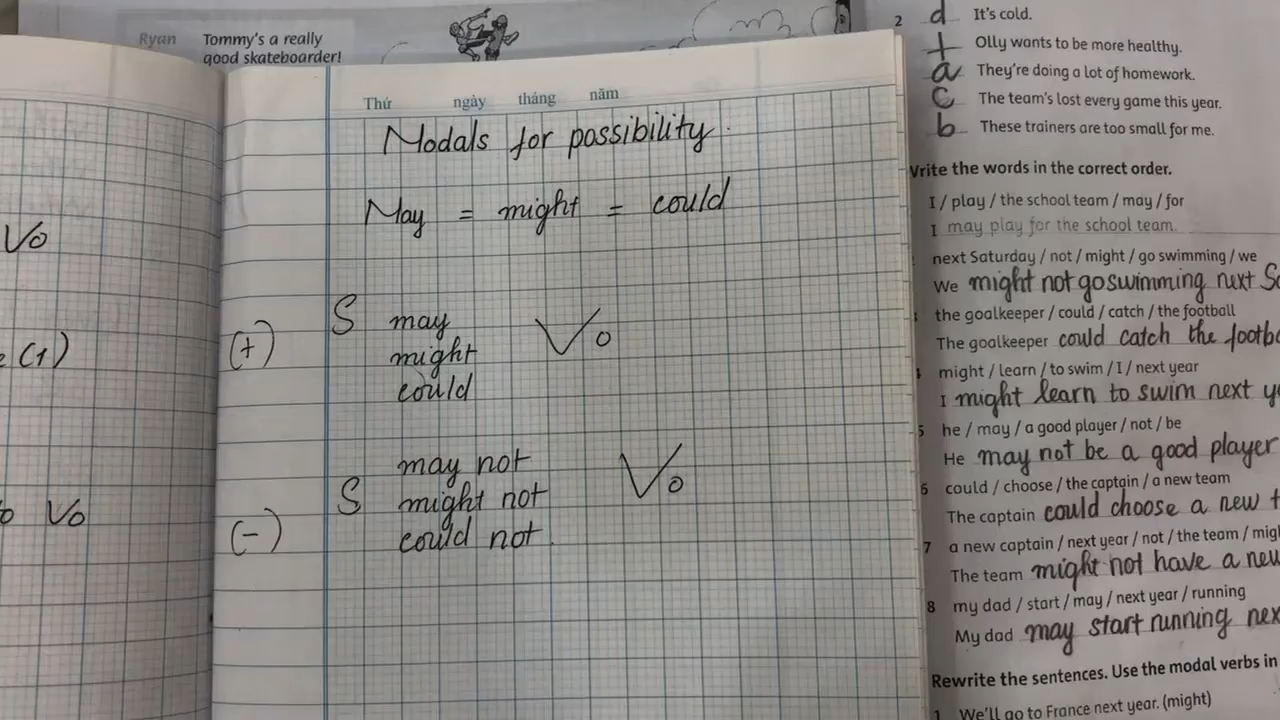 Ryan Tommy's a really
good skateboarder!
Vo
(1)
Vo
Thứ ngày tháng năm
Modals for possibility.
May = might = could
(+) S may
might Vo
could
may not
S might not Vo
(-) could not
2 d It's cold.
f Olly wants to be more healthy.
a They're doing a lot of homework.
c The team's lost every game this year.
b These trainers are too small for me.
Write the words in the correct order.
I / play / the school team / may / for
I may play for the school team.
next Saturday / not / might / go swimming / we
We might not go swimming next
the goalkeeper / could / catch / the football
The goalkeeper could catch the
might / learn / to swim / I / next year
I might learn to swim next
5 he / may / a good player / not / be
He may not be a good player
6 could / choose / the captain / a new team
The captain could choose a new
7 a new captain / next year / not / the team /
The team might not have a new
8 my dad / start / may / next year / running
My dad may start running
Rewrite the sentences. Use the modal verbs in
1 We'll go to France next year. (might)